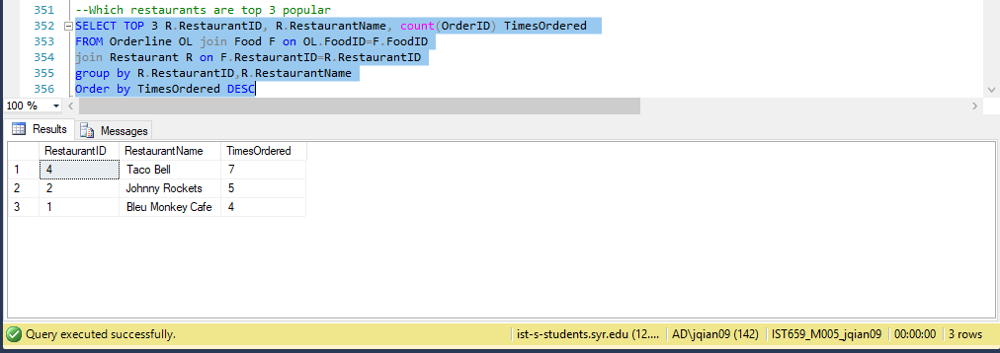 351 --Which restaurants are top 3 popular
352 SELECT TOP 3 R.RestaurantID, R.RestaurantName, count(OrderID) TimesOrdered
353 FROM Orderline OL join Food F on OL.FoodID=F.FoodID
354 join Restaurant R on F.RestaurantID=R.RestaurantID
355 group by R.RestaurantID,R.RestaurantName
356 Order by TimesOrdered DESC
100 %
Results Messages
RestaurantID RestaurantName TimesOrdered
1 4 Taco Bell 7
2 2 Johnny Rockets 5
3 1 Bleu Monkey Cafe 4
Query executed successfully. ist-s-students.syr.edu (12.... AD\jqian09 (142) IST659_M005_jqian09 00:00:00 3 rows